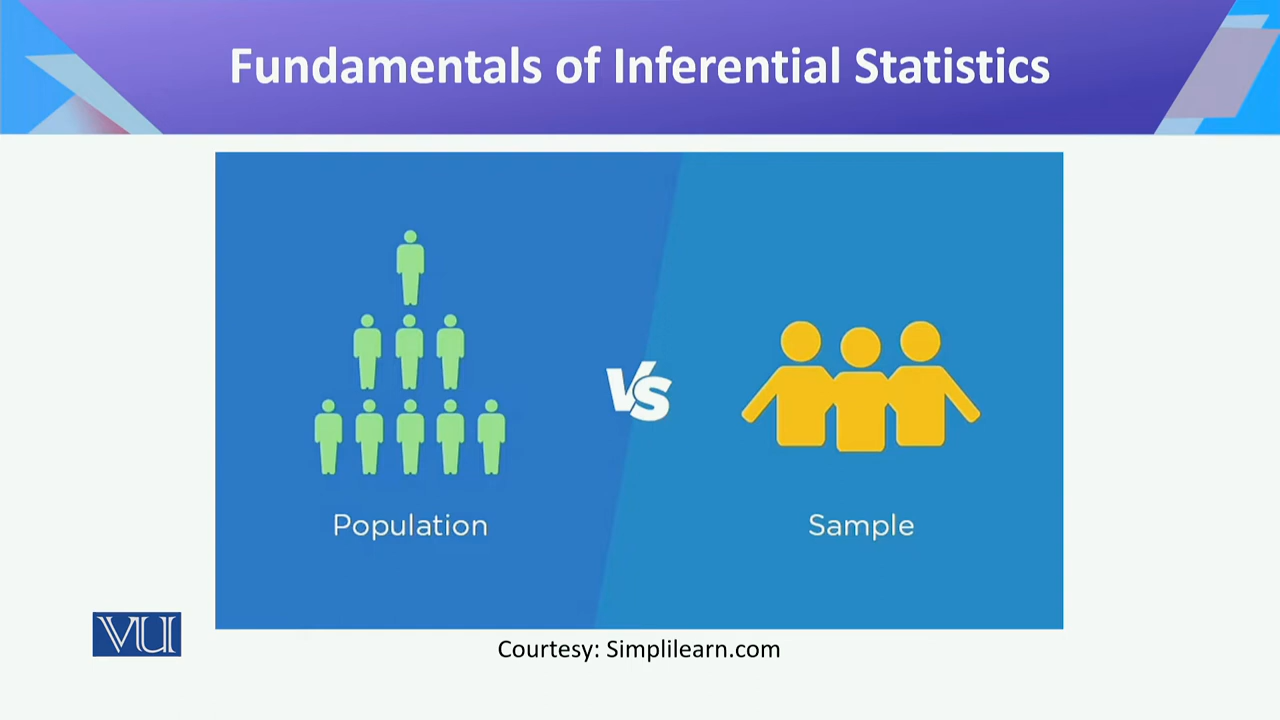 Fundamentals of Inferential Statistics
VS
Population
Sample
VU
Courtesy: Simplilearn.com